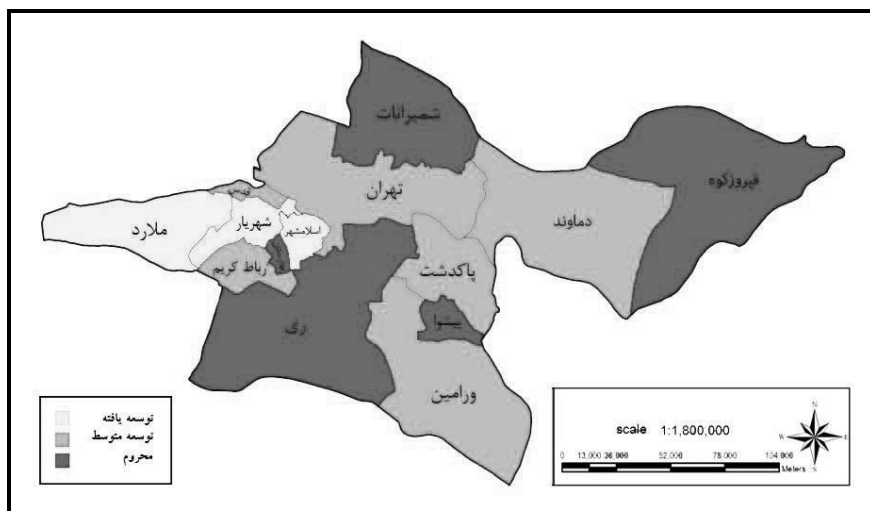 شمیرانات
فیروزکوه
تهران
قدس
دماوند
ملارد
شهریار
اسلامشهر
رباط کریم
پاکدشت
ری
پیشوا
ورامین
توسعه یافته
توسعه متوسط
محروم
scale 1:1,800,000
N
W E
S
0 13,000 26,000 52,000 78,000 104,000
Meters